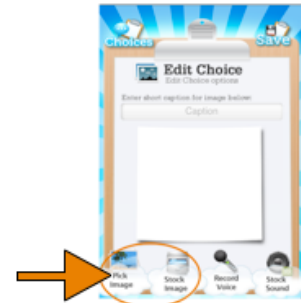 Choices
Save
Edit Choice
Edit Choice options
Enter short caption for image below:
Caption
Pick
Image
Stock
Image
Record
Voice
Stock
Sound